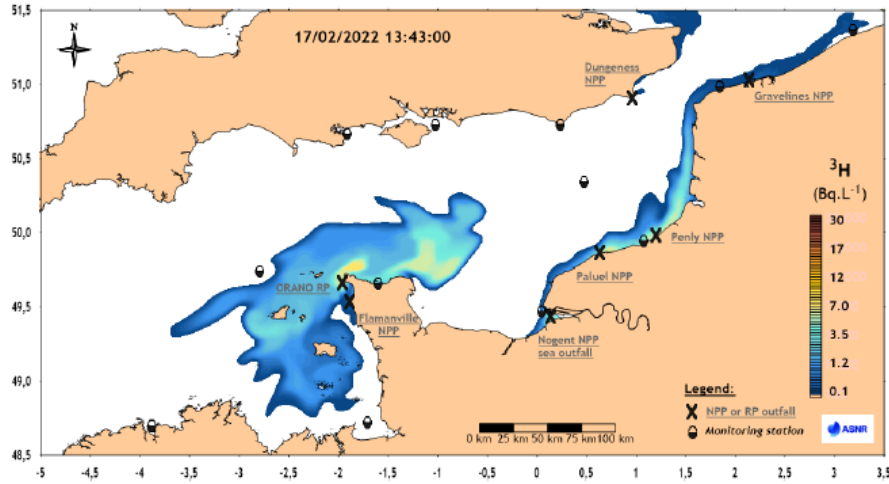 51,5
51,0
50,5
50,0
49,5
49,0
48,5
N
17/02/2022 13:43:00
Dungeness
NPP
Gravelines NPP
Penly NPP
Paluel NPP
ORANO RP
Flamanville
NPP
Nogent NPP
sea outfall
³H
(Bq.L⁻¹)
30
17
12
7.0
3.5
1.2
0.1
Legend:
NPP or RP outfall
Monitoring station
ASNR
0 km 25 km 50 km 75 km 100 km
-5 -4,5 -4 -3,5 -3 -2,5 -2 -1,5 -1 -0,5 0 0,5 1 1,5 2 2,5 3 3,5